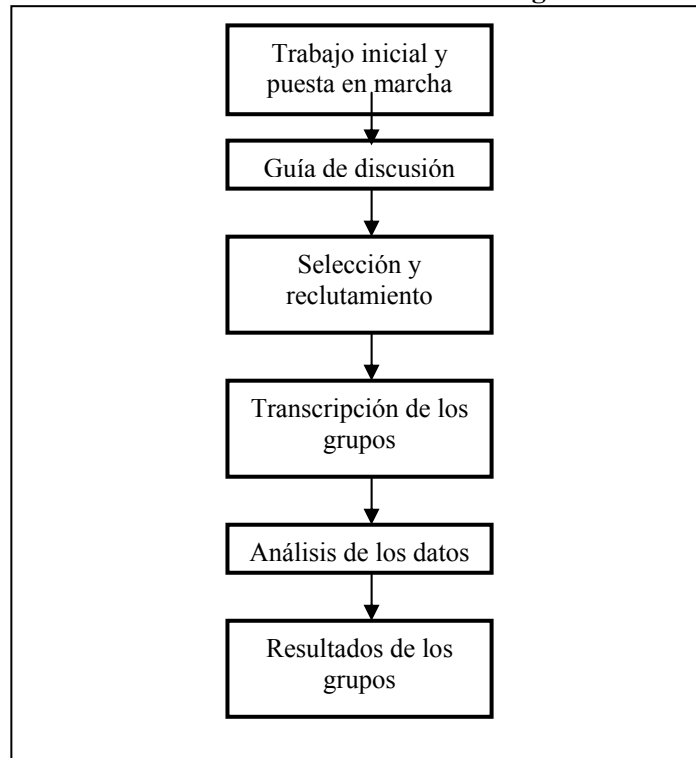 Trabajo inicial y
puesta en marcha
Guía de discusión
Selección y
reclutamiento
Transcripción de los
grupos
Análisis de los datos
Resultados de los
grupos